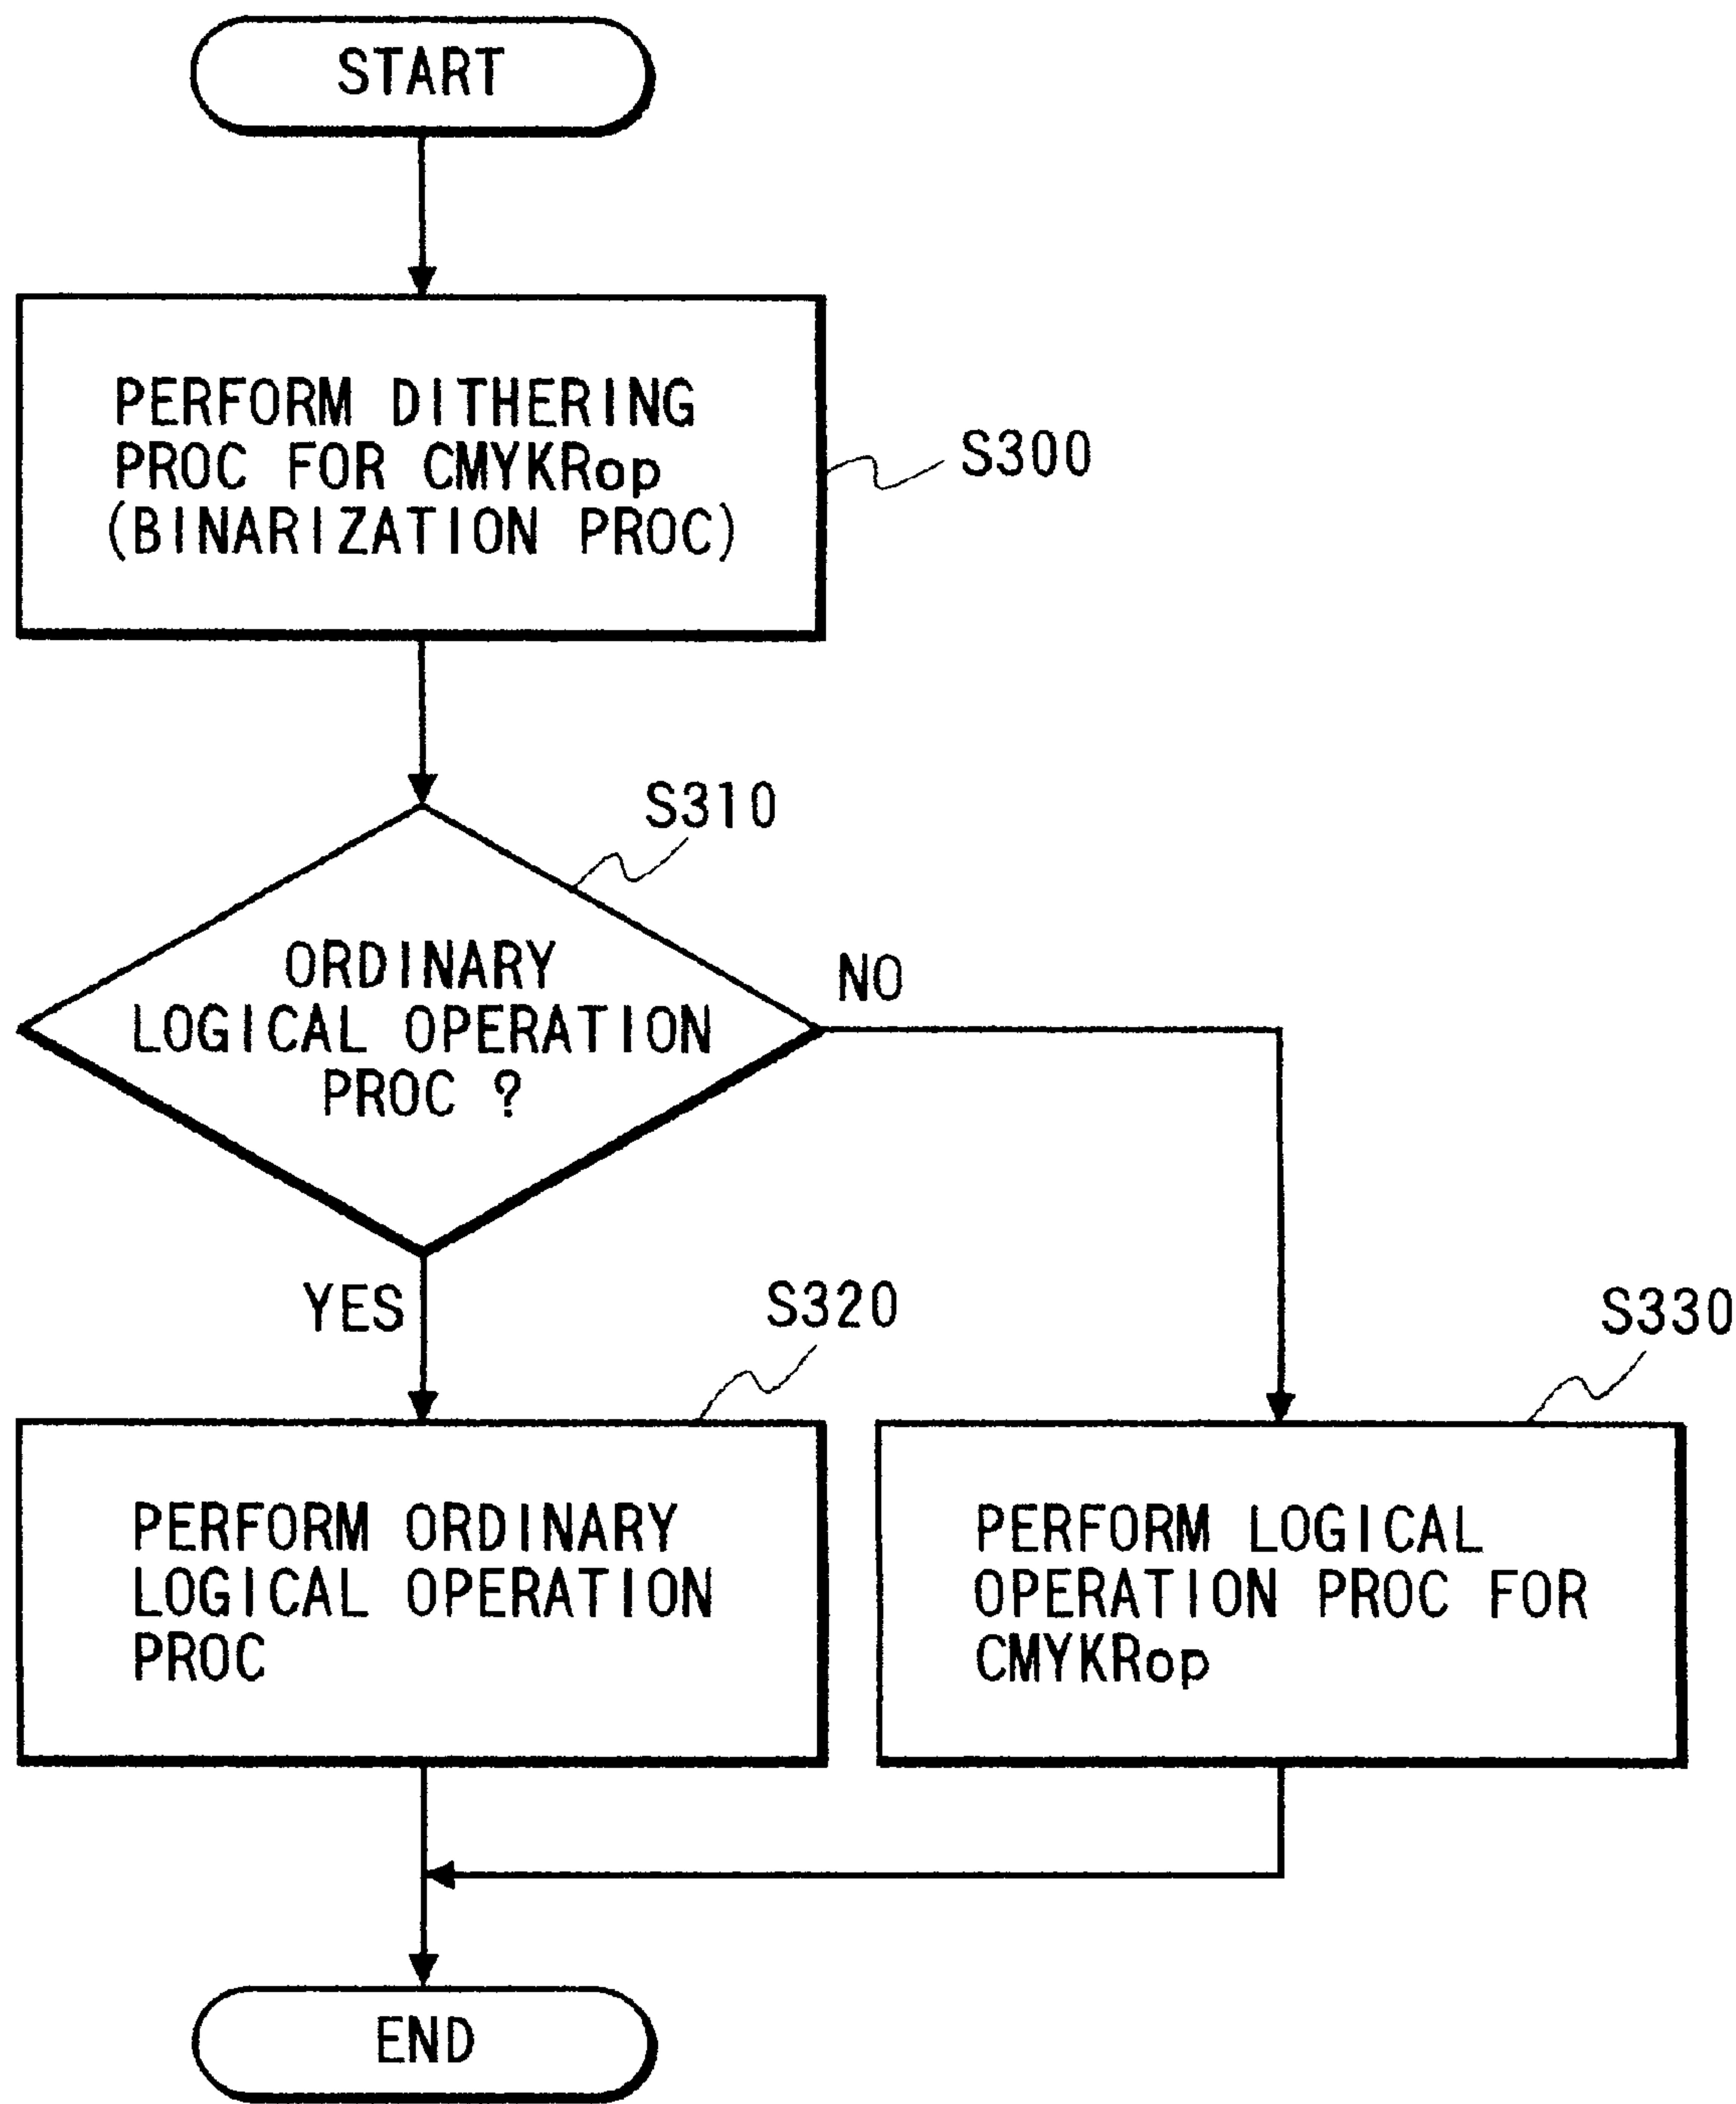 START
PERFORM DITHERING
PROC FOR CMYKRop
(BINARIZATION PROC)
S300
S310
ORDINARY
LOGICAL OPERATION
PROC ?
NO
YES
S320
S330
PERFORM ORDINARY
LOGICAL OPERATION
PROC
PERFORM LOGICAL
OPERATION PROC FOR
CMYKRop
END